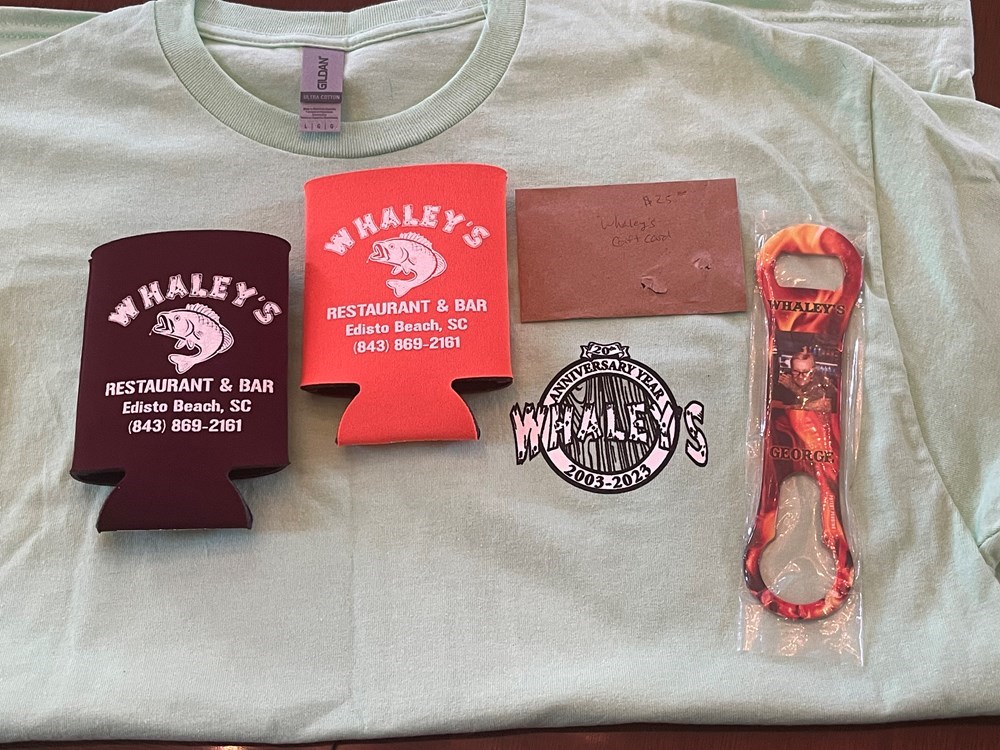 GILDAN
ULTRA COTTON
L | G | G
WHALEY'S
RESTAURANT & BAR
Edisto Beach, SC
(843) 869-2161
WHALEY'S
RESTAURANT & BAR
Edisto Beach, SC
(843) 869-2161
$25
Whaley's
Gift Card
20th
ANNIVERSARY YEAR
WHALEY'S
2003-2023
WHALEY'S
GEORGE